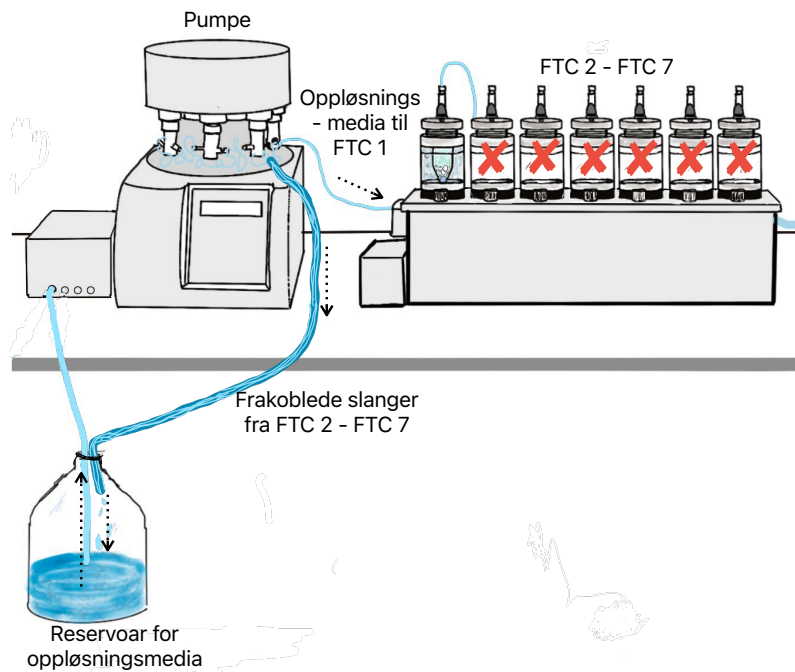 Pumpe
FTC 2 - FTC 7
Oppløsnings
- media til
FTC 1
Frakoblede slanger
fra FTC 2 - FTC 7
Reservoar for
oppløsningsmedia